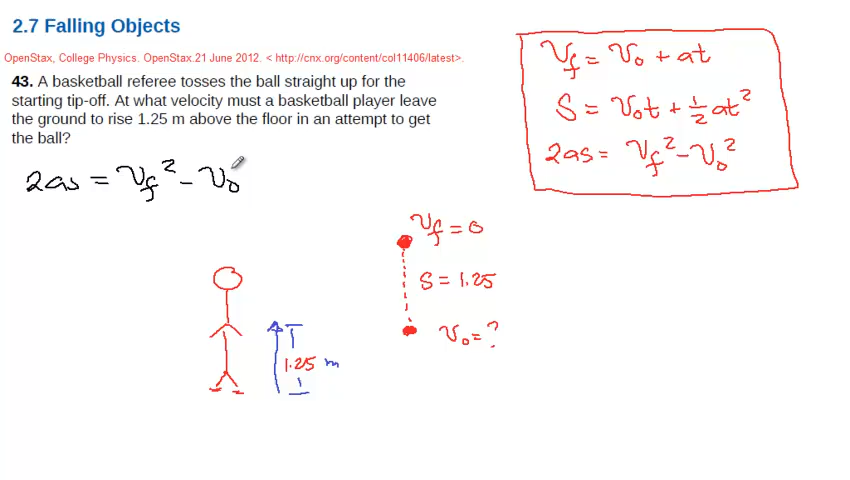 2.7 Falling Objects
OpenStax, College Physics. OpenStax.21 June 2012. < http://cnx.org/content/col11406/latest>.
43. A basketball referee tosses the ball straight up for the
starting tip-off. At what velocity must a basketball player leave
the ground to rise 1.25 m above the floor in an attempt to get
the ball?
2as = Vf² - V0
Vf = V0 + at
S = V0t + ½at²
2as = Vf² - V0²
Vf = 0
S = 1.25
V0 = ?
1.25 m